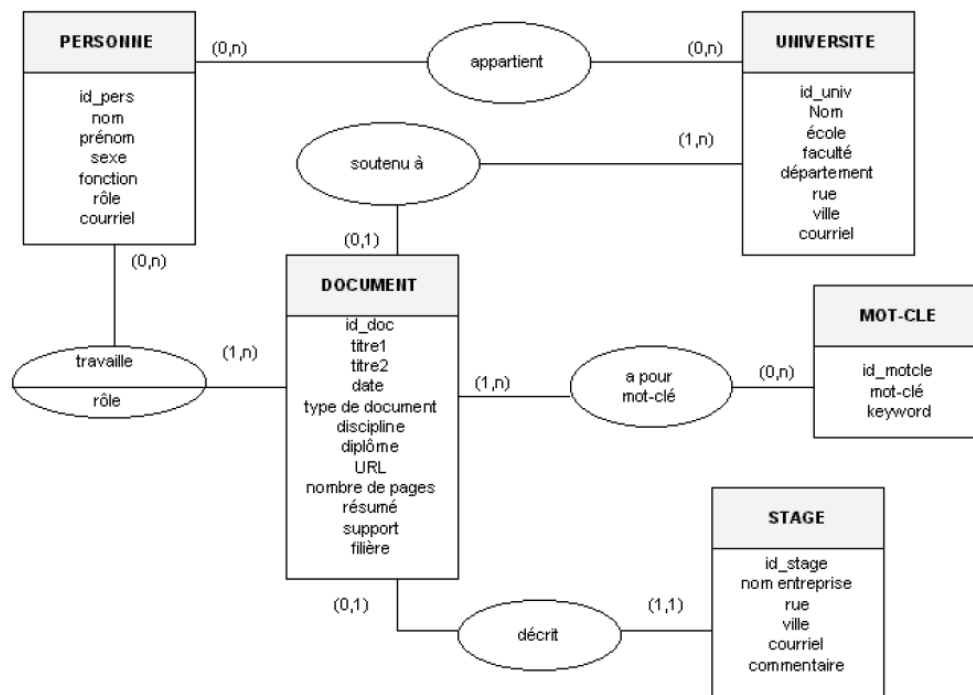 PERSONNE
id_pers
nom
prénom
sexe
fonction
rôle
courriel
(0,n)
appartient
(0,n)
UNIVERSITE
id_univ
Nom
école
faculté
département
rue
ville
courriel
soutenu à
(1,n)
(0,1)
(0,n)
travaille
rôle
(1,n)
DOCUMENT
id_doc
titre1
titre2
date
type de document
discipline
diplôme
URL
nombre de pages
résumé
support
filière
(1,n)
a pour
mot-clé
(0,n)
MOT-CLE
id_motcle
mot-clé
keyword
(0,1)
décrit
(1,1)
STAGE
id_stage
nom entreprise
rue
ville
courriel
commentaire